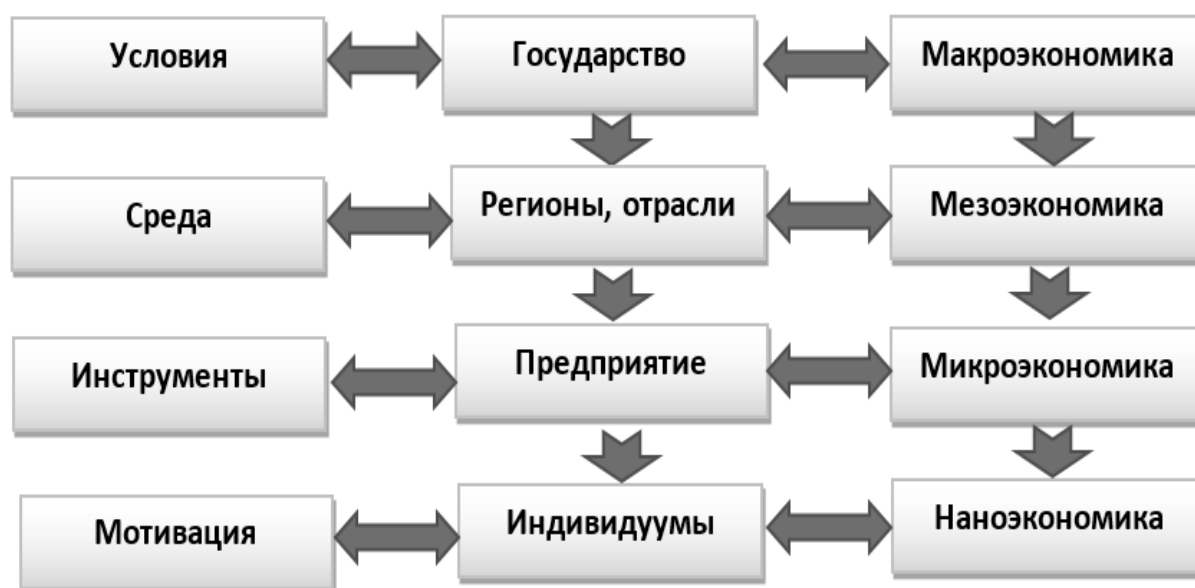 Условия
Государство
Макроэкономика
Среда
Регионы, отрасли
Мезоэкономика
Инструменты
Предприятие
Микроэкономика
Мотивация
Индивидуумы
Наноэкономика